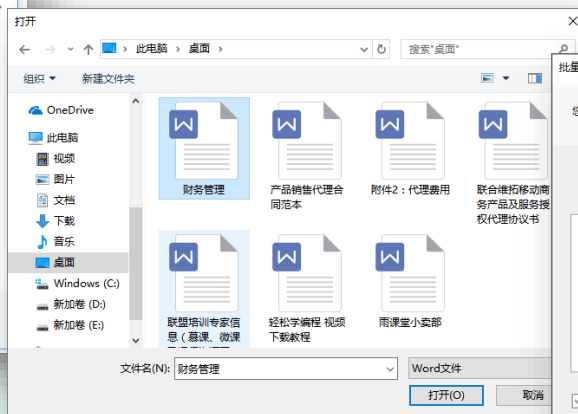 打开
此电脑 › 桌面 ›
搜索"桌面"
批量
组织
新建文件夹
OneDrive
此电脑
视频
图片
文档
下载
音乐
桌面
Windows (C:)
新加卷 (D:)
新加卷 (E:)
财务管理
产品销售代理合
同范本
附件2：代理费用
联合维拓移动商
务产品及服务授
权代理协议书
联盟培训专家信
息（慕课、微课
轻松学编程 视频
下载教程
雨课堂小卖部
文件名(N):
财务管理
Word文件
打开(O)
取消